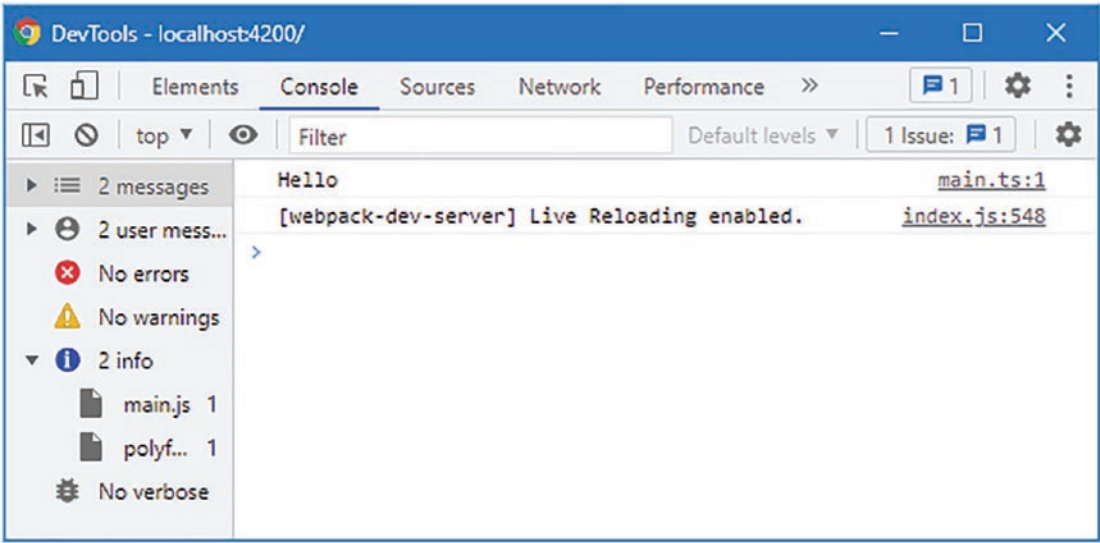 DevTools - localhost:4200/
Elements Console Sources Network Performance » 1
top ▼ Filter Default levels ▼ 1 Issue: 1
2 messages
2 user mess...
No errors
No warnings
2 info
main.js 1
polyf... 1
No verbose
Hello main.ts:1
[webpack-dev-server] Live Reloading enabled. index.js:548
>